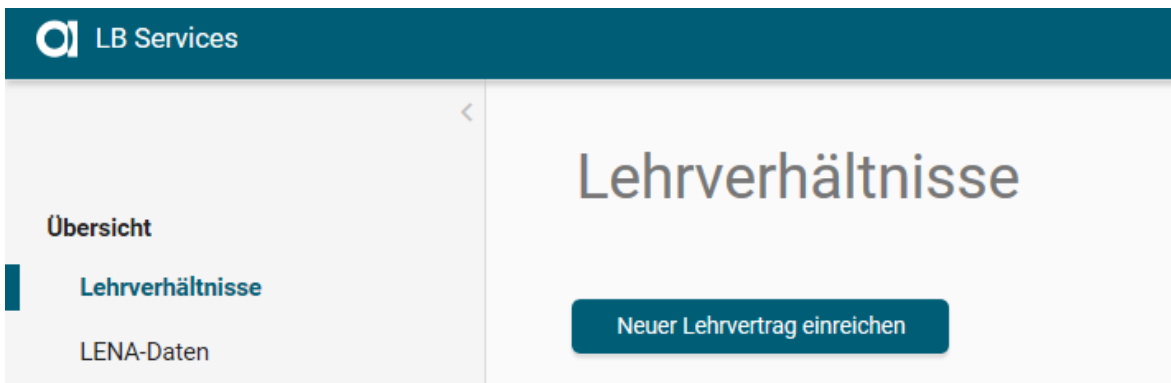 LB Services
Übersicht
Lehrverhältnisse
LENA-Daten
Lehrverhältnisse
Neuer Lehrvertrag einreichen